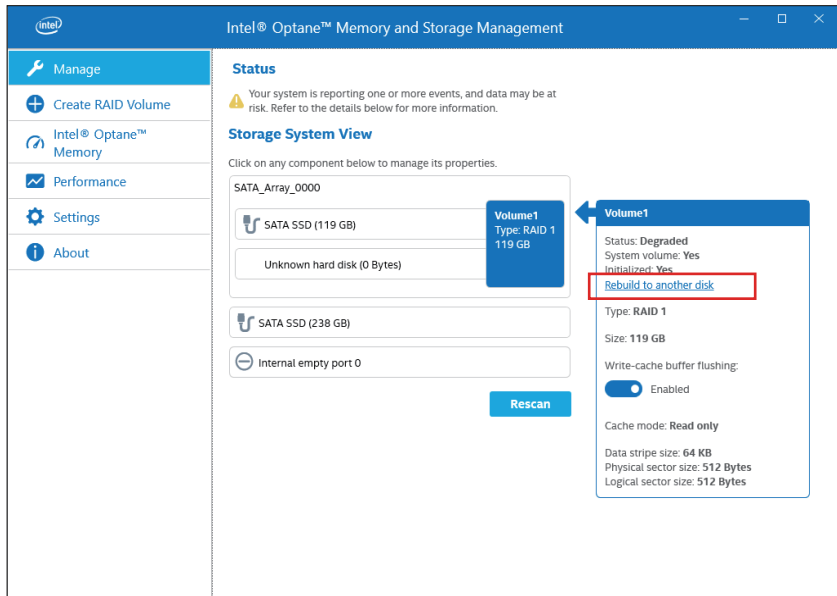 intel
Intel® Optane™ Memory and Storage Management
Manage
Create RAID Volume
Intel® Optane™
Memory
Performance
Settings
About
Status
Your system is reporting one or more events, and data may be at
risk. Refer to the details below for more information.
Storage System View
Click on any component below to manage its properties.
SATA_Array_0000
SATA SSD (119 GB)
Unknown hard disk (0 Bytes)
Volume1
Type: RAID 1
119 GB
SATA SSD (238 GB)
Internal empty port 0
Rescan
Volume1
Status: Degraded
System volume: Yes
Initialized: Yes
Rebuild to another disk
Type: RAID 1
Size: 119 GB
Write-cache buffer flushing:
Enabled
Cache mode: Read only
Data stripe size: 64 KB
Physical sector size: 512 Bytes
Logical sector size: 512 Bytes